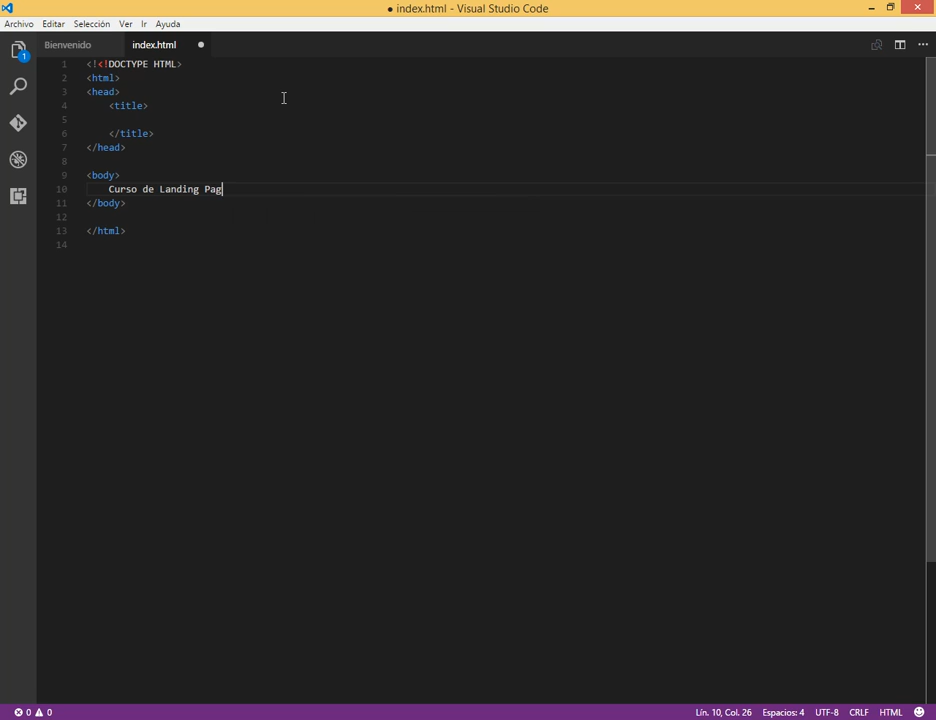 ● index.html - Visual Studio Code
Archivo Editar Selección Ver Ir Ayuda
1
Bienvenido index.html
1 <!<!DOCTYPE HTML>
2 <html>
3 <head>
4 <title>
5
6 </title>
7 </head>
8
9 <body>
10 Curso de Landing Pag
11 </body>
12
13 </html>
14
0 0 Lín. 10, Col. 26 Espacios: 4 UTF-8 CRLF HTML